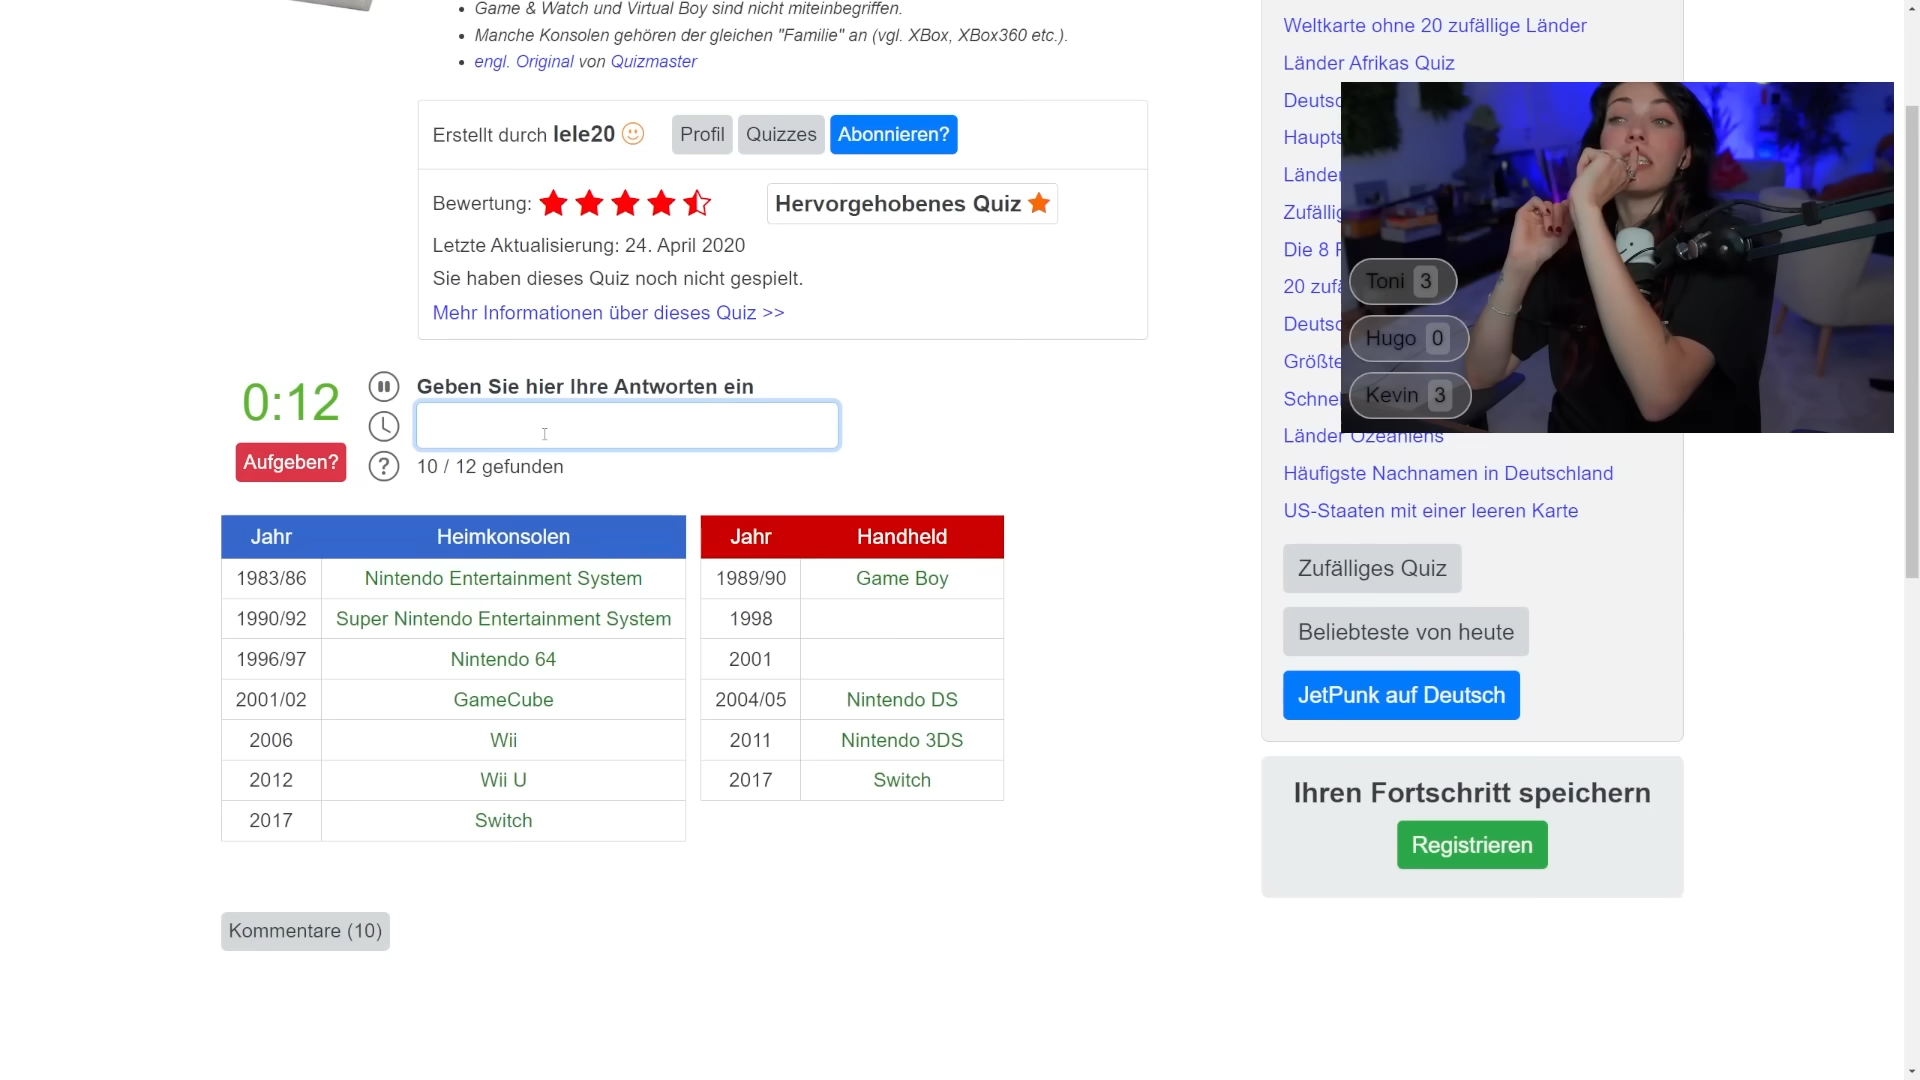 Game & Watch und Virtual Boy sind nicht miteinbegriffen.
Manche Konsolen gehören der gleichen "Familie" an (vgl. XBox, XBox360 etc.).
engl. Original von Quizmaster
Erstellt durch lele20
Profil
Quizzes
Abonnieren?
Bewertung:
Hervorgehobenes Quiz
Letzte Aktualisierung: 24. April 2020
Sie haben dieses Quiz noch nicht gespielt.
Mehr Informationen über dieses Quiz >>
0:12
Aufgeben?
Geben Sie hier Ihre Antworten ein
10 / 12 gefunden
Jahr Heimkonsolen
1983/86 Nintendo Entertainment System
1990/92 Super Nintendo Entertainment System
1996/97 Nintendo 64
2001/02 GameCube
2006 Wii
2012 Wii U
2017 Switch
Jahr Handheld
1989/90 Game Boy
1998
2001
2004/05 Nintendo DS
2011 Nintendo 3DS
2017 Switch
Kommentare (10)
Weltkarte ohne 20 zufällige Länder
Länder Afrikas Quiz
Länder
Die 8
Toni 3
Hugo 0
Kevin 3
Länder Ozeaniens
Häufigste Nachnamen in Deutschland
US-Staaten mit einer leeren Karte
Zufälliges Quiz
Beliebteste von heute
JetPunk auf Deutsch
Ihren Fortschritt speichern
Registrieren